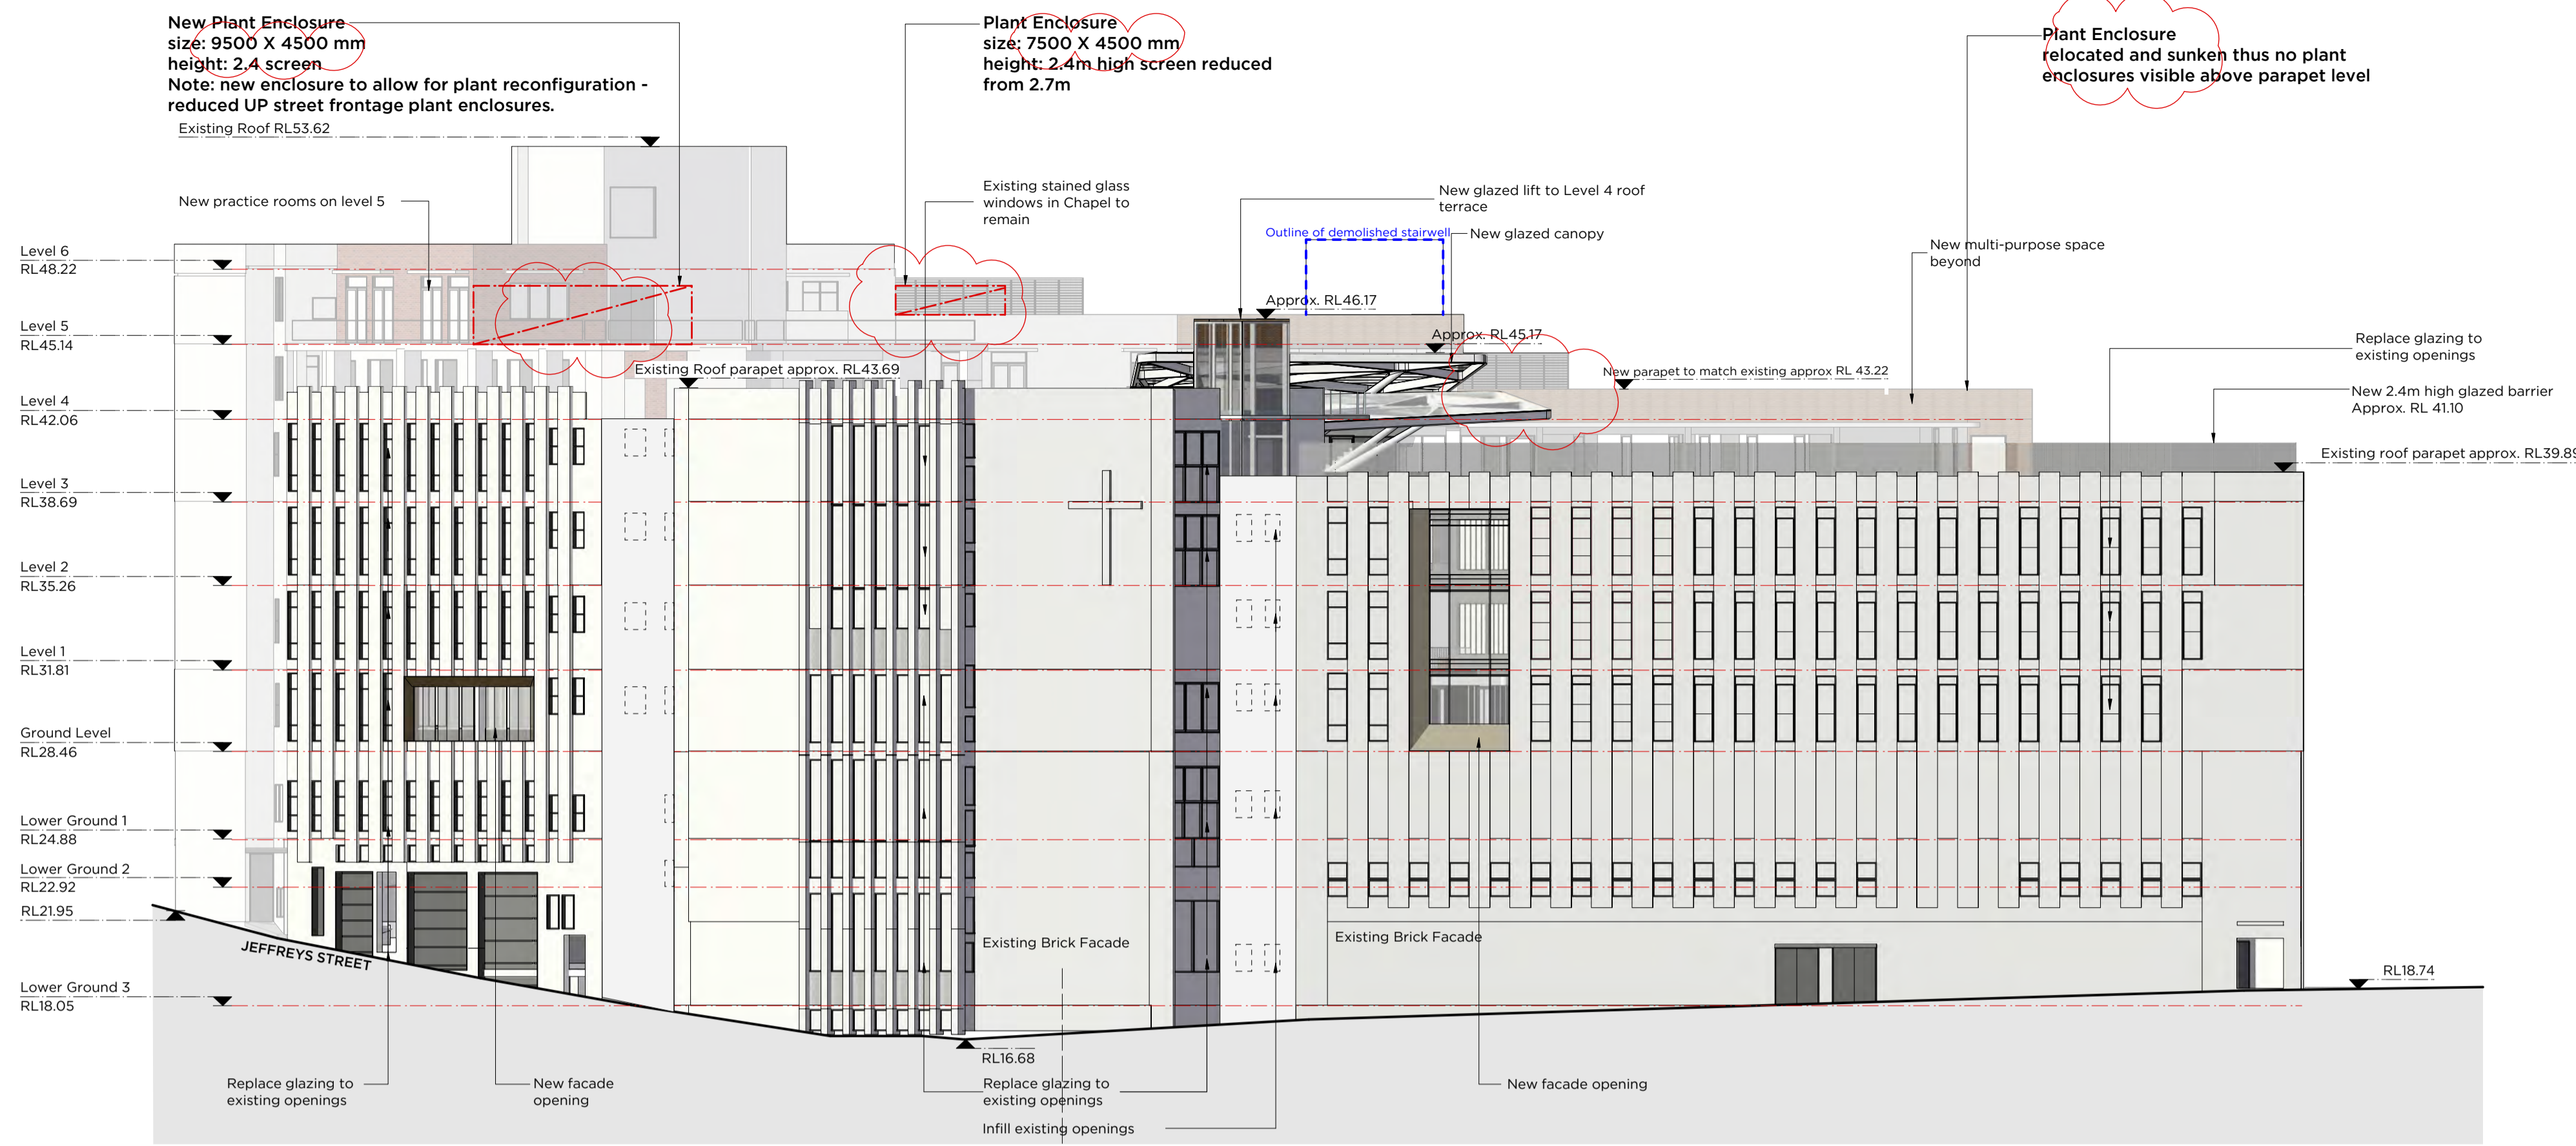 New Plant Enclosure
size: 9500 X 4500 mm
height: 2.4 screen
Note: new enclosure to allow for plant reconfiguration -
reduced UP street frontage plant enclosures.
Plant Enclosure
size: 7500 X 4500 mm
height: 2.4m high screen reduced
from 2.7m
Plant Enclosure
relocated and sunken thus no plant
enclosures visible above parapet level
Existing Roof RL53.62
New practice rooms on level 5
Existing stained glass
windows in Chapel to
remain
New glazed lift to Level 4 roof
terrace
Outline of demolished stairwell
New glazed canopy
New multi-purpose space
beyond
Level 6
RL48.22
Approx. RL46.17
Level 5
RL45.14
Approx. RL45.17
Replace glazing to
existing openings
Existing Roof parapet approx. RL43.69
New parapet to match existing approx RL 43.22
New 2.4m high glazed barrier
Approx. RL 41.10
Level 4
RL42.06
Existing roof parapet approx. RL39.89
Level 3
RL38.69
Level 2
RL35.26
Level 1
RL31.81
Ground Level
RL28.46
Lower Ground 1
RL24.88
Lower Ground 2
RL22.92
RL21.95
JEFFREYS STREET
Existing Brick Facade
Existing Brick Facade
Lower Ground 3
RL18.05
RL18.74
RL16.68
Replace glazing to
existing openings
New facade
opening
Replace glazing to
existing openings
New facade opening
Infill existing openings